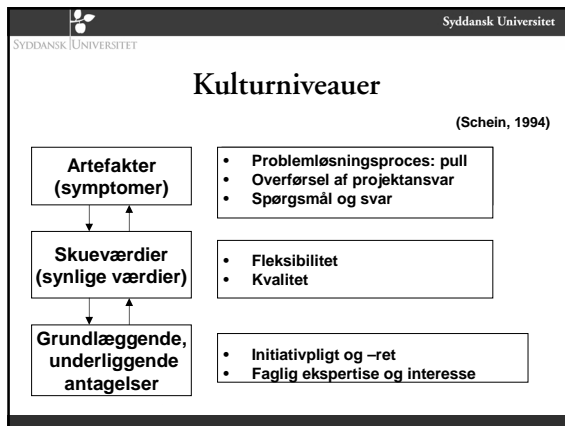 Syddansk Universitet
SYDDANSK UNIVERSITET
Kulturniveauer
(Schein, 1994)
Artefakter
(symptomer)
• Problemløsningsproces: pull
• Overførsel af projektansvar
• Spørgsmål og svar
Skueværdier
(synlige værdier)
• Fleksibilitet
• Kvalitet
Grundlæggende,
underliggende
antagelser
• Initiativpligt og –ret
• Faglig ekspertise og interesse